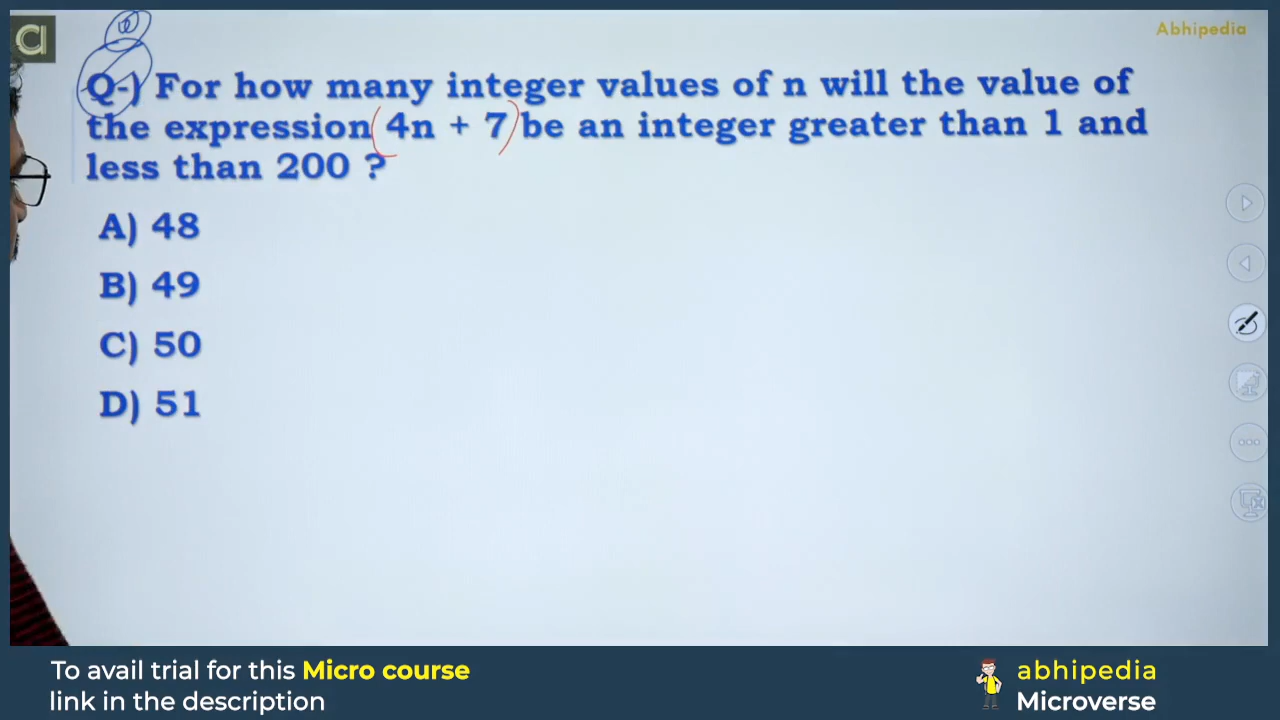 Abhipedia
Q-) For how many integer values of n will the value of
the expression (4n + 7) be an integer greater than 1 and
less than 200 ?
A) 48
B) 49
C) 50
D) 51
To avail trial for this Micro course
link in the description
abhipedia
Microverse